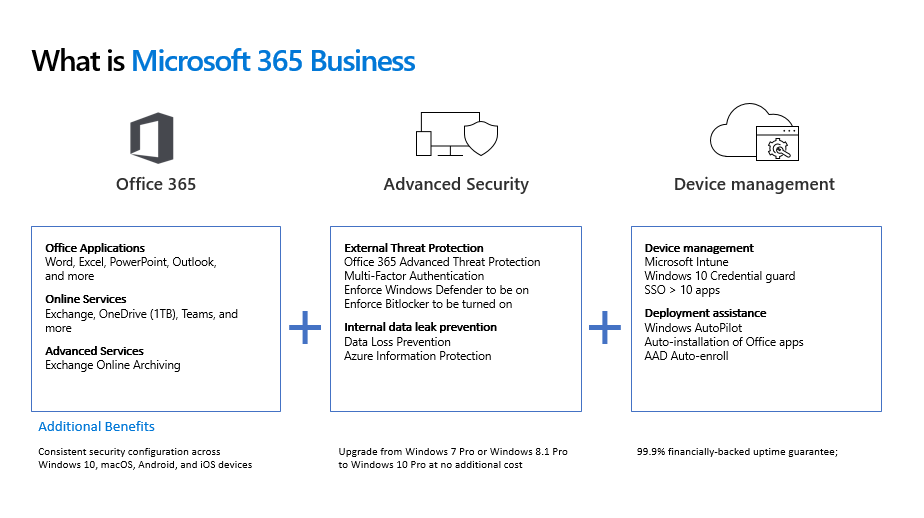 What is Microsoft 365 Business
Office 365
Advanced Security
Device management
Office Applications
Word, Excel, PowerPoint, Outlook,
and more
Online Services
Exchange, OneDrive (1TB), Teams, and
more
Advanced Services
Exchange Online Archiving
+
External Threat Protection
Office 365 Advanced Threat Protection
Multi-Factor Authentication
Enforce Windows Defender to be on
Enforce Bitlocker to be turned on
Internal data leak prevention
Data Loss Prevention
Azure Information Protection
+
Device management
Microsoft Intune
Windows 10 Credential guard
SSO > 10 apps
Deployment assistance
Windows AutoPilot
Auto-installation of Office apps
AAD Auto-enroll
Additional Benefits
Consistent security configuration across
Windows 10, macOS, Android, and iOS devices
Upgrade from Windows 7 Pro or Windows 8.1 Pro
to Windows 10 Pro at no additional cost
99.9% financially-backed uptime guarantee;